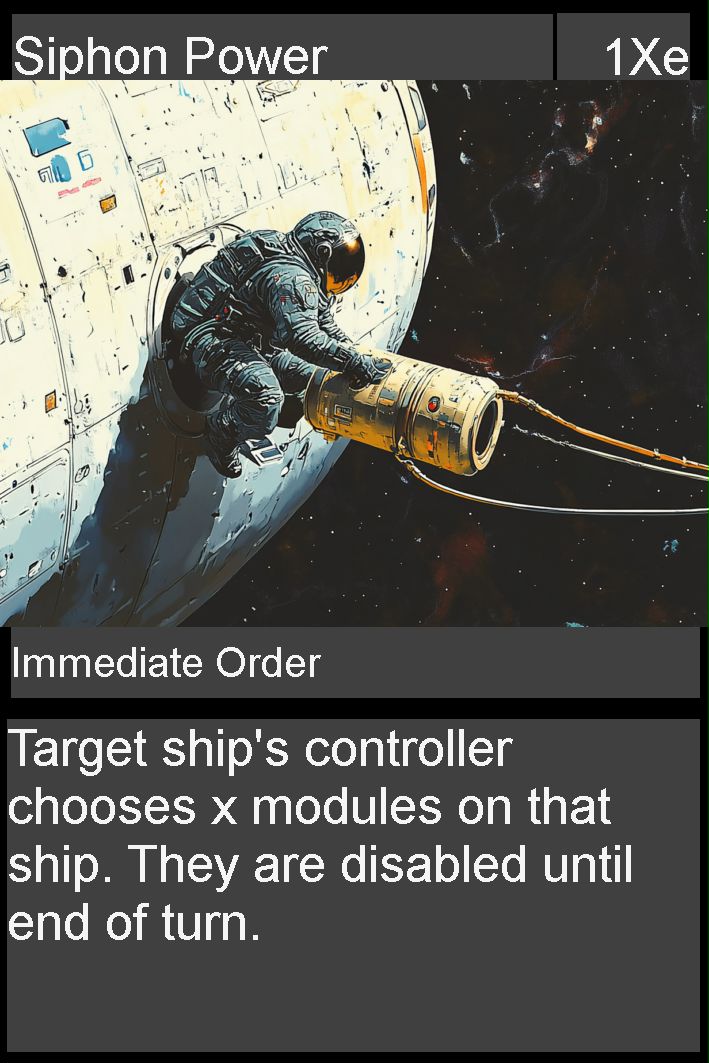 Siphon Power 1Xe
Immediate Order
Target ship's controller
chooses x modules on that
ship. They are disabled until
end of turn.